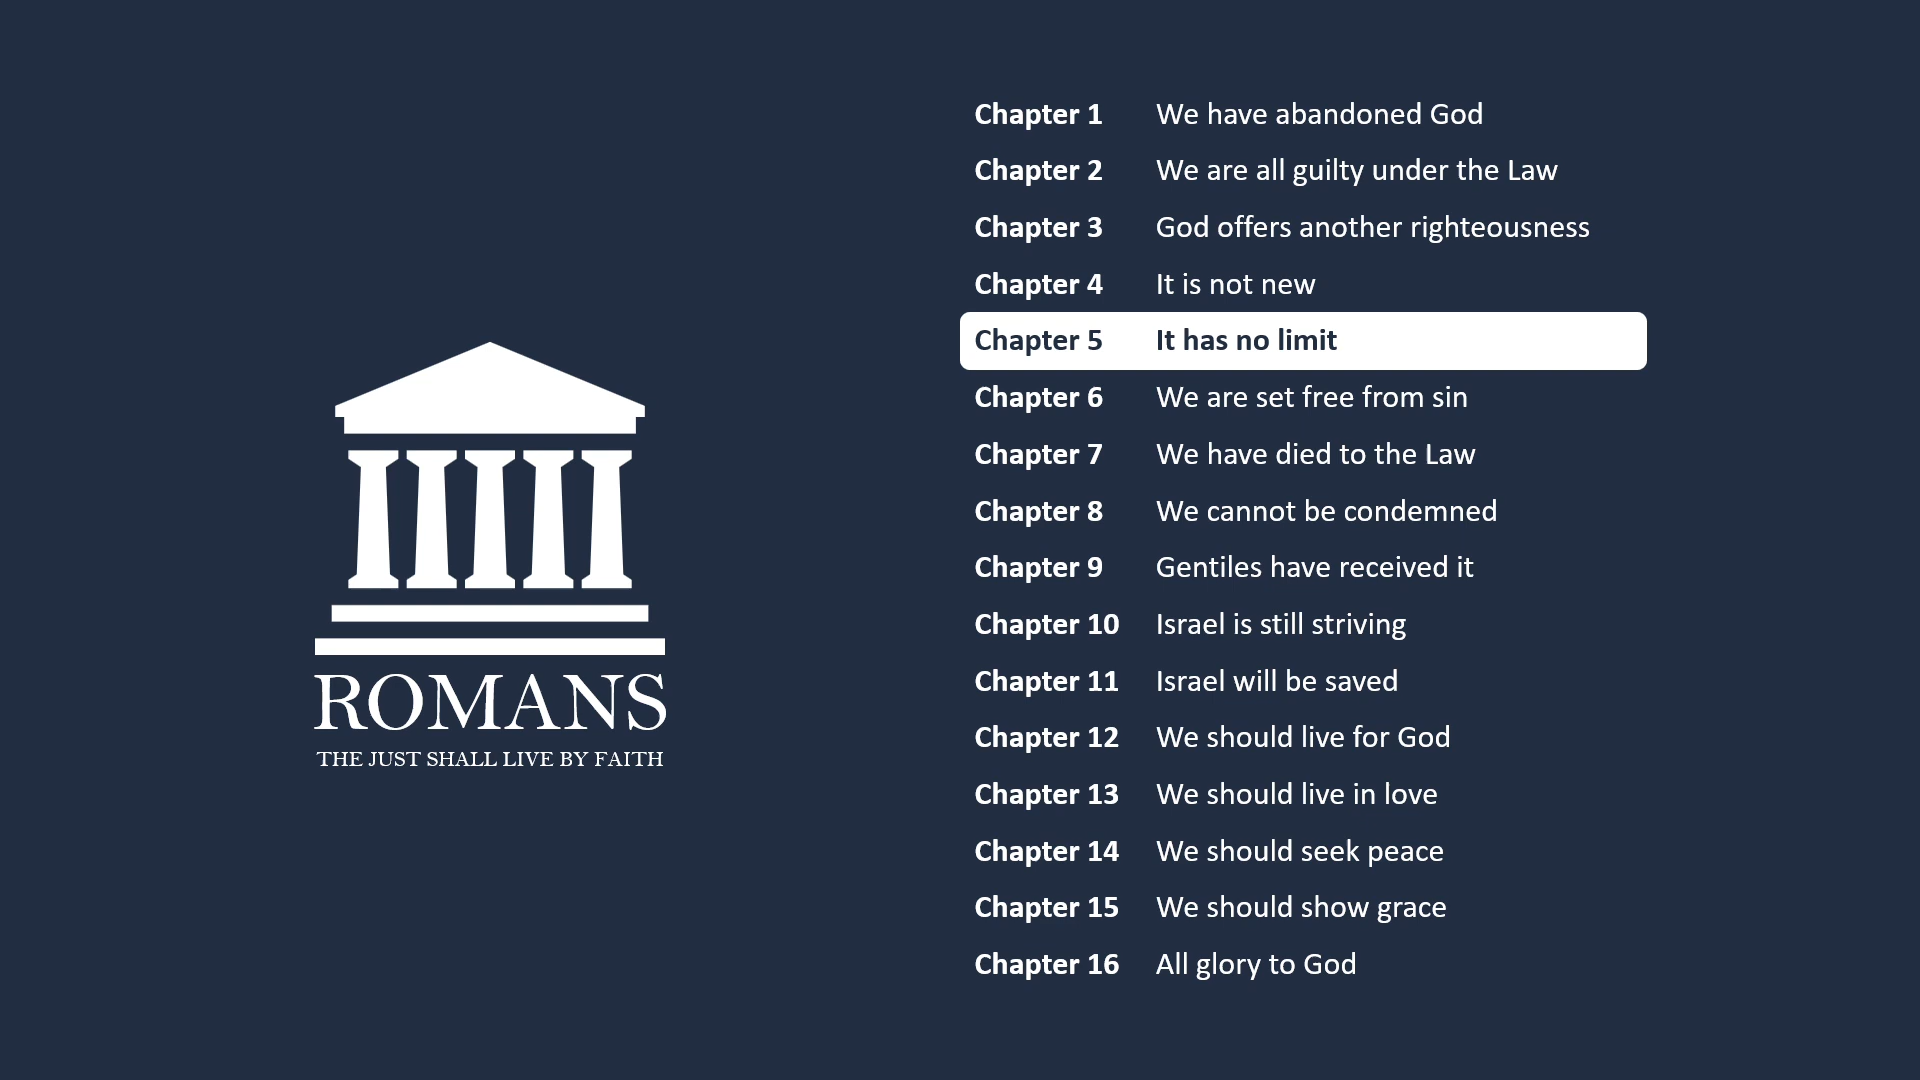 ROMANS
THE JUST SHALL LIVE BY FAITH
Chapter 1 We have abandoned God
Chapter 2 We are all guilty under the Law
Chapter 3 God offers another righteousness
Chapter 4 It is not new
Chapter 5 It has no limit
Chapter 6 We are set free from sin
Chapter 7 We have died to the Law
Chapter 8 We cannot be condemned
Chapter 9 Gentiles have received it
Chapter 10 Israel is still striving
Chapter 11 Israel will be saved
Chapter 12 We should live for God
Chapter 13 We should live in love
Chapter 14 We should seek peace
Chapter 15 We should show grace
Chapter 16 All glory to God